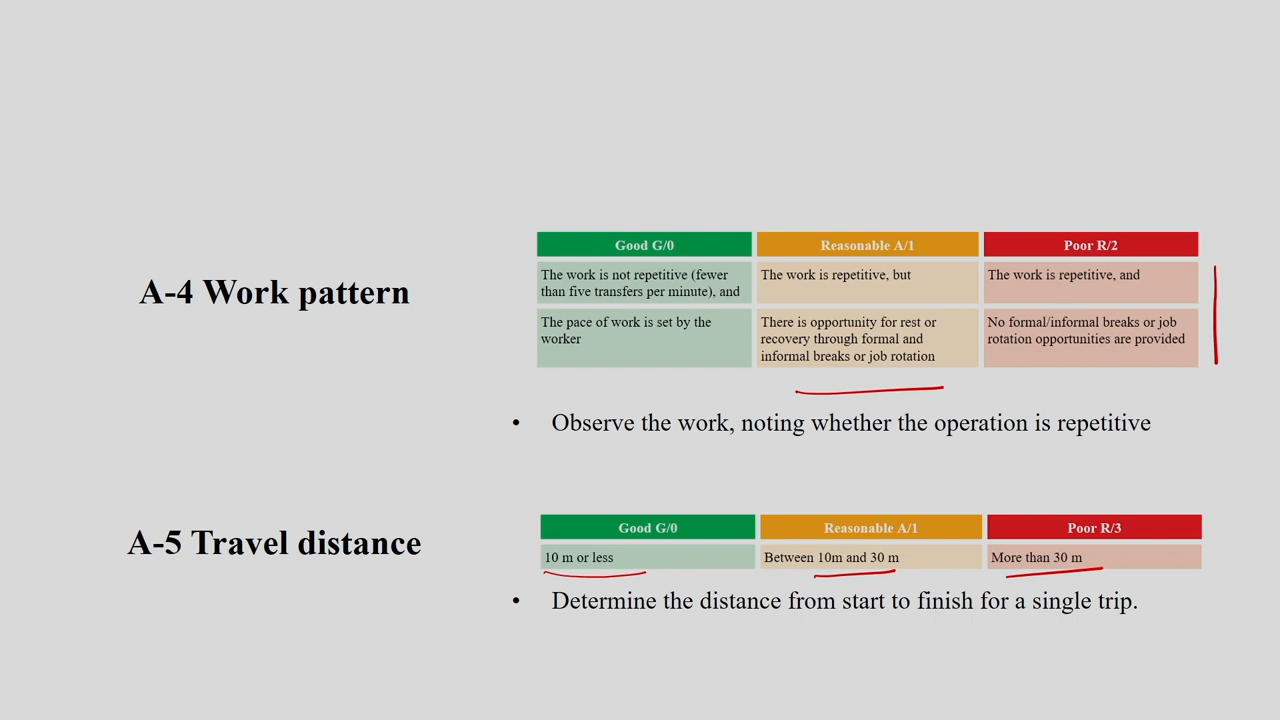 A-4 Work pattern
Good G/0
Reasonable A/1
Poor R/2
The work is not repetitive (fewer
than five transfers per minute), and
The work is repetitive, but
The work is repetitive, and
The pace of work is set by the
worker
There is opportunity for rest or
recovery through formal and
informal breaks or job rotation
No formal/informal breaks or job
rotation opportunities are provided
• Observe the work, noting whether the operation is repetitive
A-5 Travel distance
Good G/0
Reasonable A/1
Poor R/3
10 m or less
Between 10m and 30 m
More than 30 m
• Determine the distance from start to finish for a single trip.